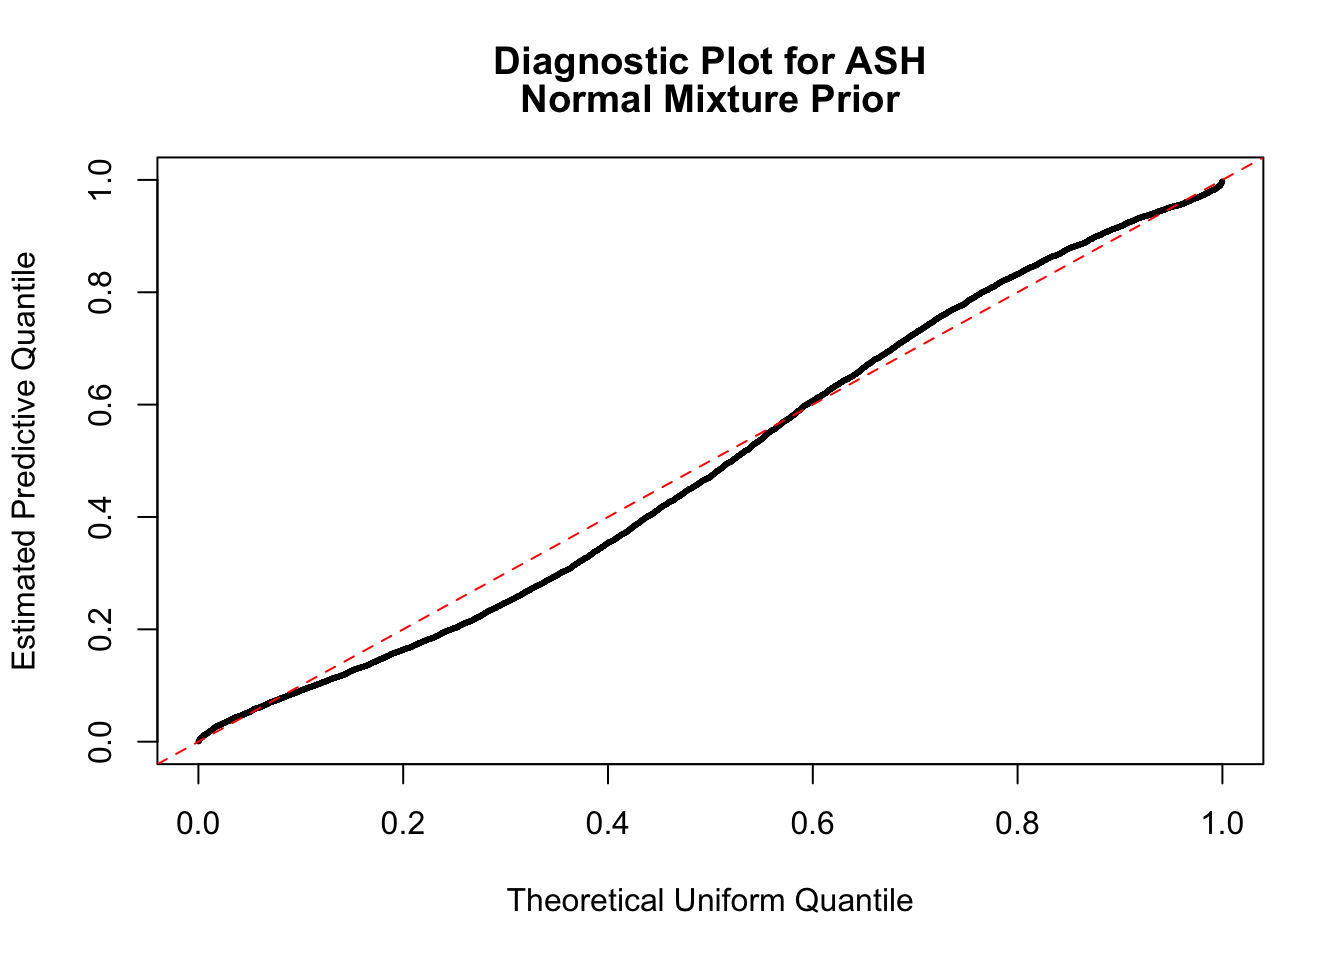 Diagnostic Plot for ASH
Normal Mixture Prior
Estimated Predictive Quantile
1.0
0.8
0.6
0.4
0.2
0.0
0.0 0.2 0.4 0.6 0.8 1.0
Theoretical Uniform Quantile